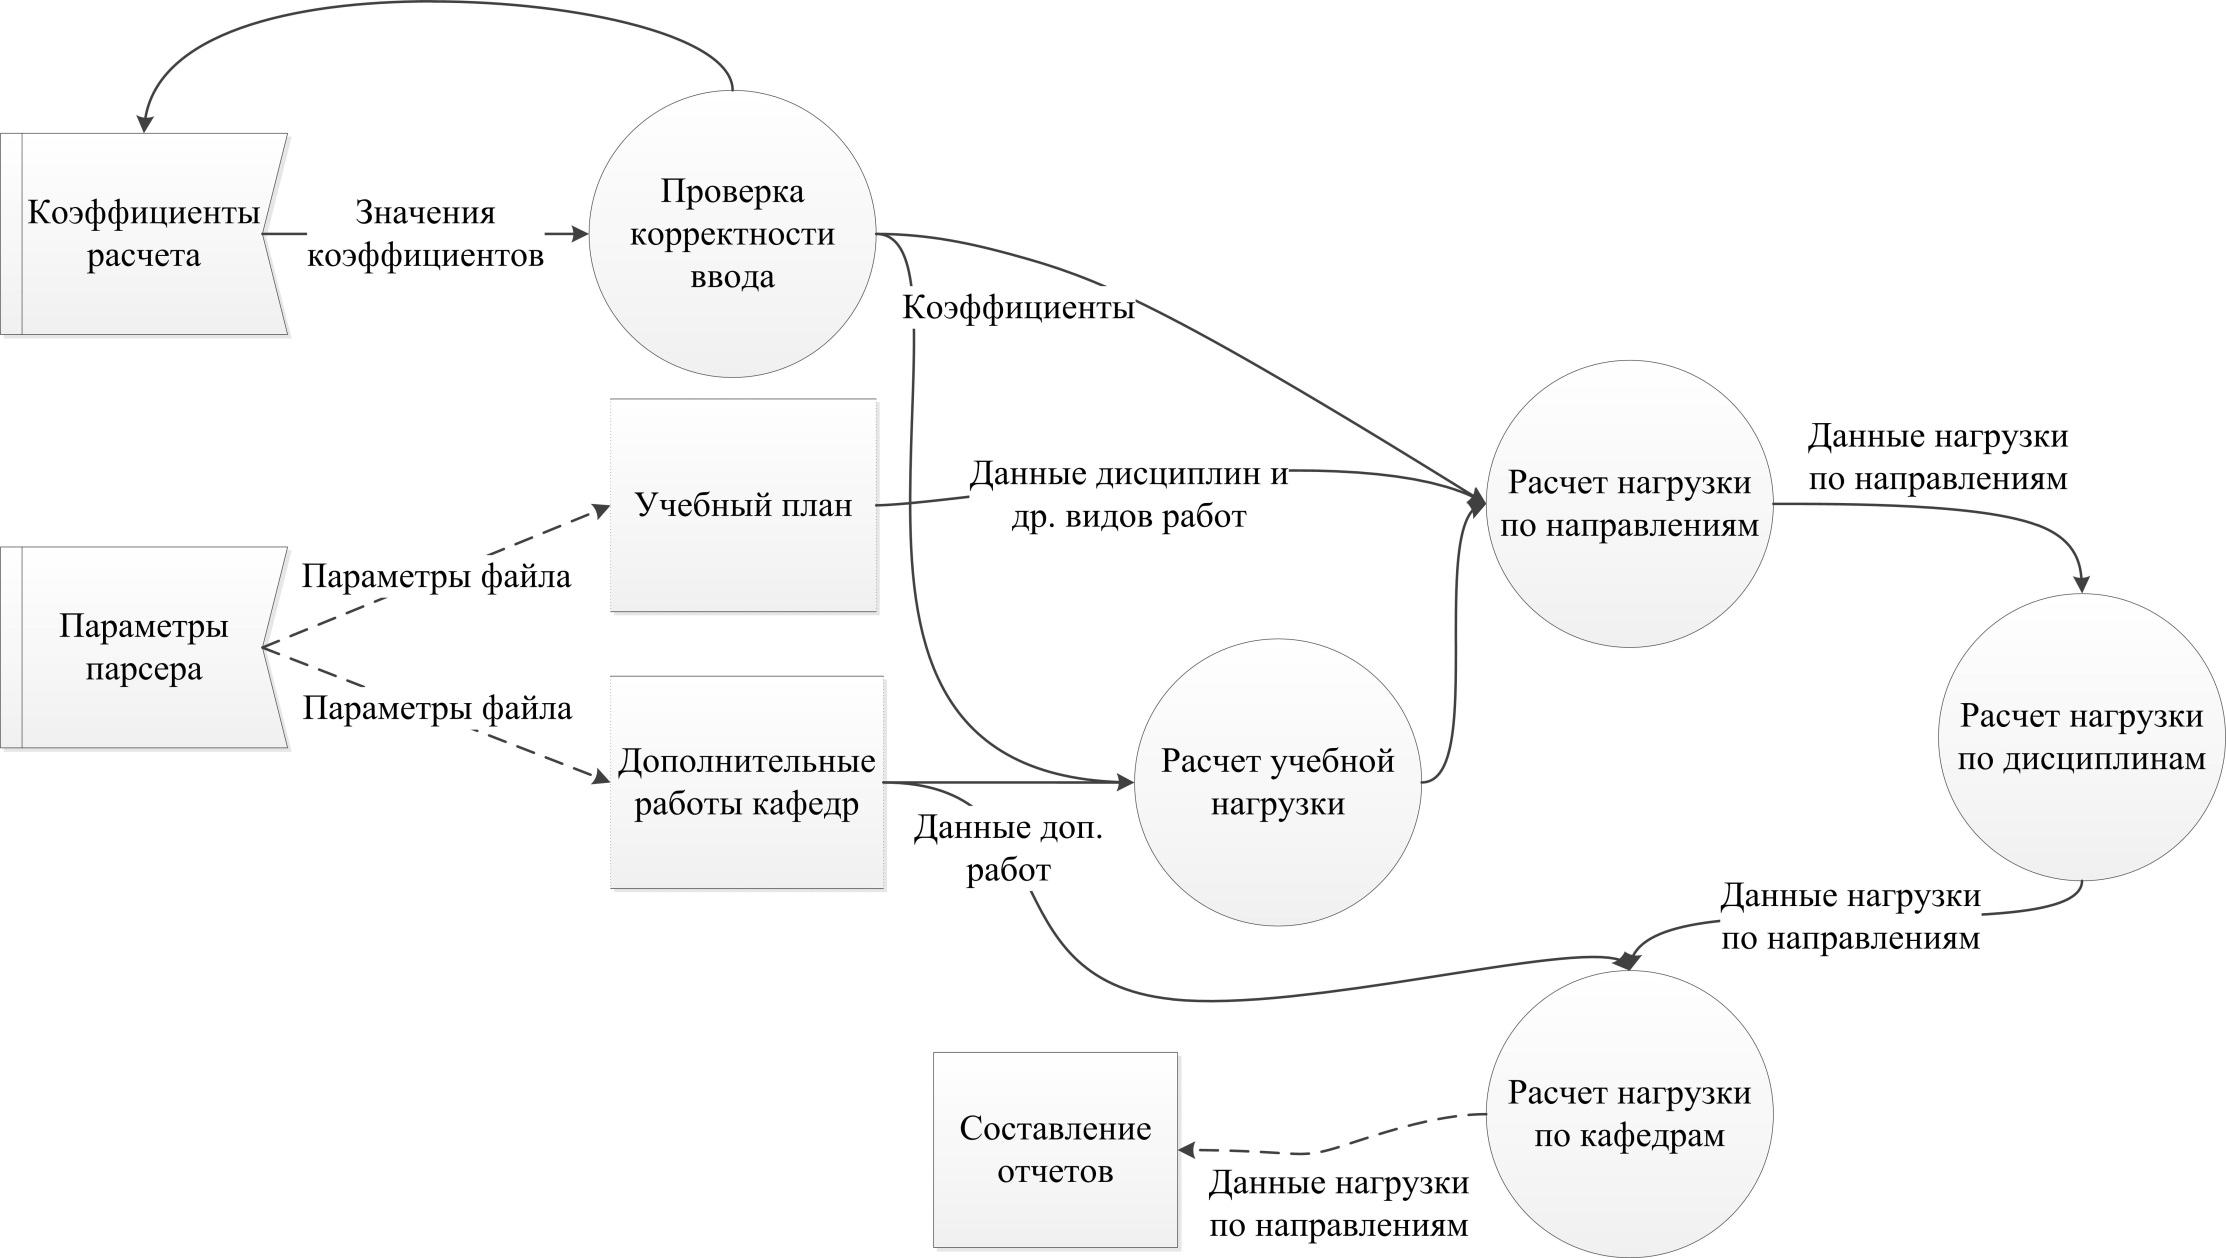 Коэффициенты
расчета
Значения
коэффициентов
Проверка
корректности
ввода
Коэффициенты
Учебный план
Данные дисциплин и
др. видов работ
Расчет нагрузки
по направлениям
Данные нагрузки
по направлениям
Параметры файла
Параметры
парсера
Параметры файла
Дополнительные
работы кафедр
Данные доп.
работ
Расчет учебной
нагрузки
Расчет нагрузки
по дисциплинам
Данные нагрузки
по направлениям
Составление
отчетов
Данные нагрузки
по направлениям
Расчет нагрузки
по кафедрам